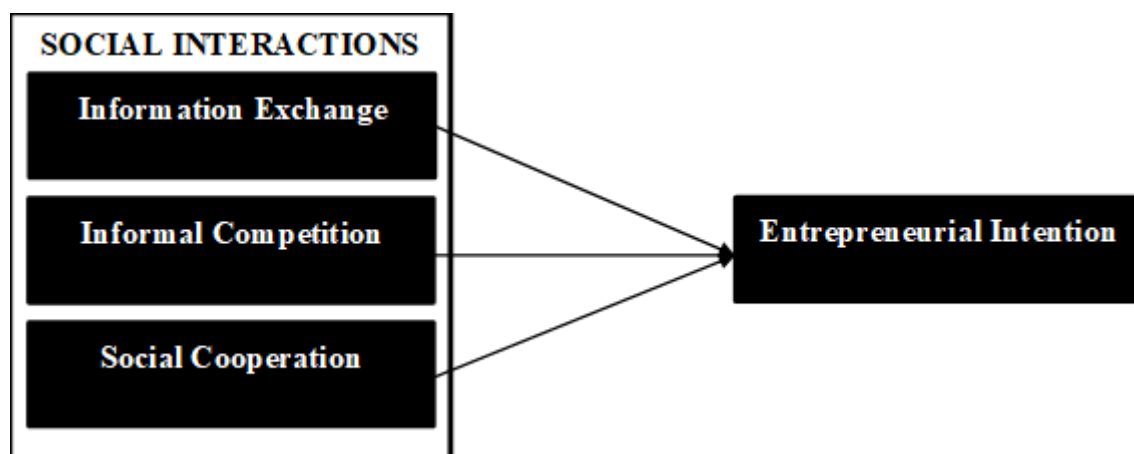 SOCIAL INTERACTIONS
Information Exchange
Informal Competition
Social Cooperation
Entrepreneurial Intention